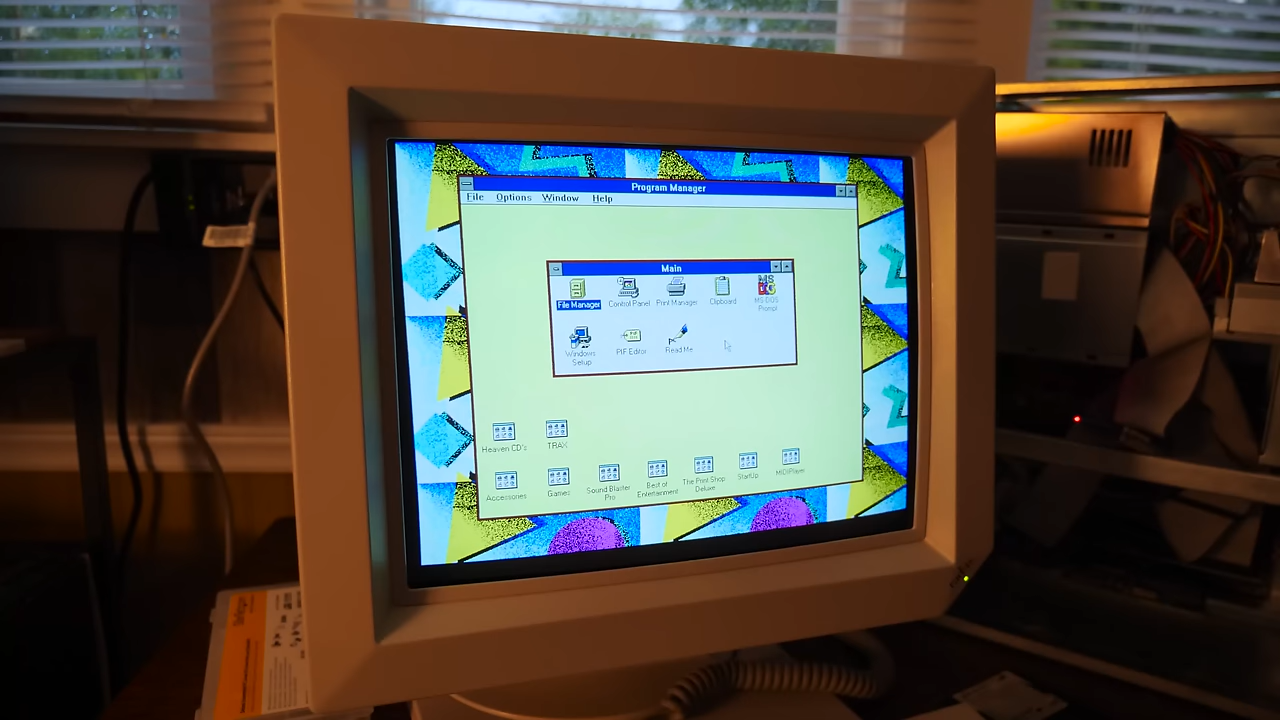 Program Manager
File Options Window Help
Main
File Manager
Control Panel
Print Manager
Clipboard
MS-DOS
Prompt
Windows
Setup
PIF Editor
Read Me
Heaven CD's
TRAX
Accessories
Games
Sound Blaster
Pro
Best of
Entertainment
The Print Shop
Deluxe
StartUp
MIDIPlayer